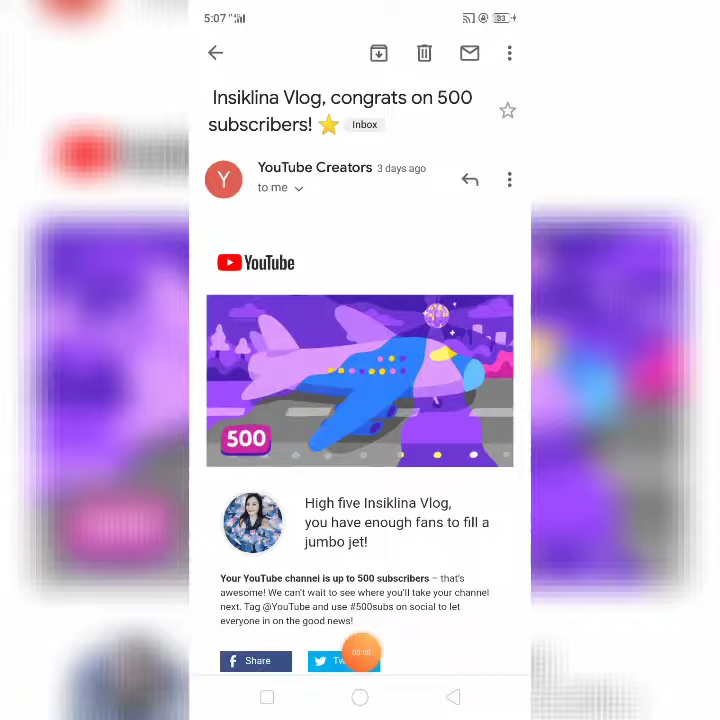 5:07
33
Insiklina Vlog, congrats on 500
subscribers! ⭐ Inbox
Y
YouTube Creators 3 days ago
to me
YouTube
500
High five Insiklina Vlog,
you have enough fans to fill a
jumbo jet!
Your YouTube channel is up to 500 subscribers – that's
awesome! We can't wait to see where you'll take your channel
next. Tag @YouTube and use #500subs on social to let
everyone in on the good news!
Share
00:00